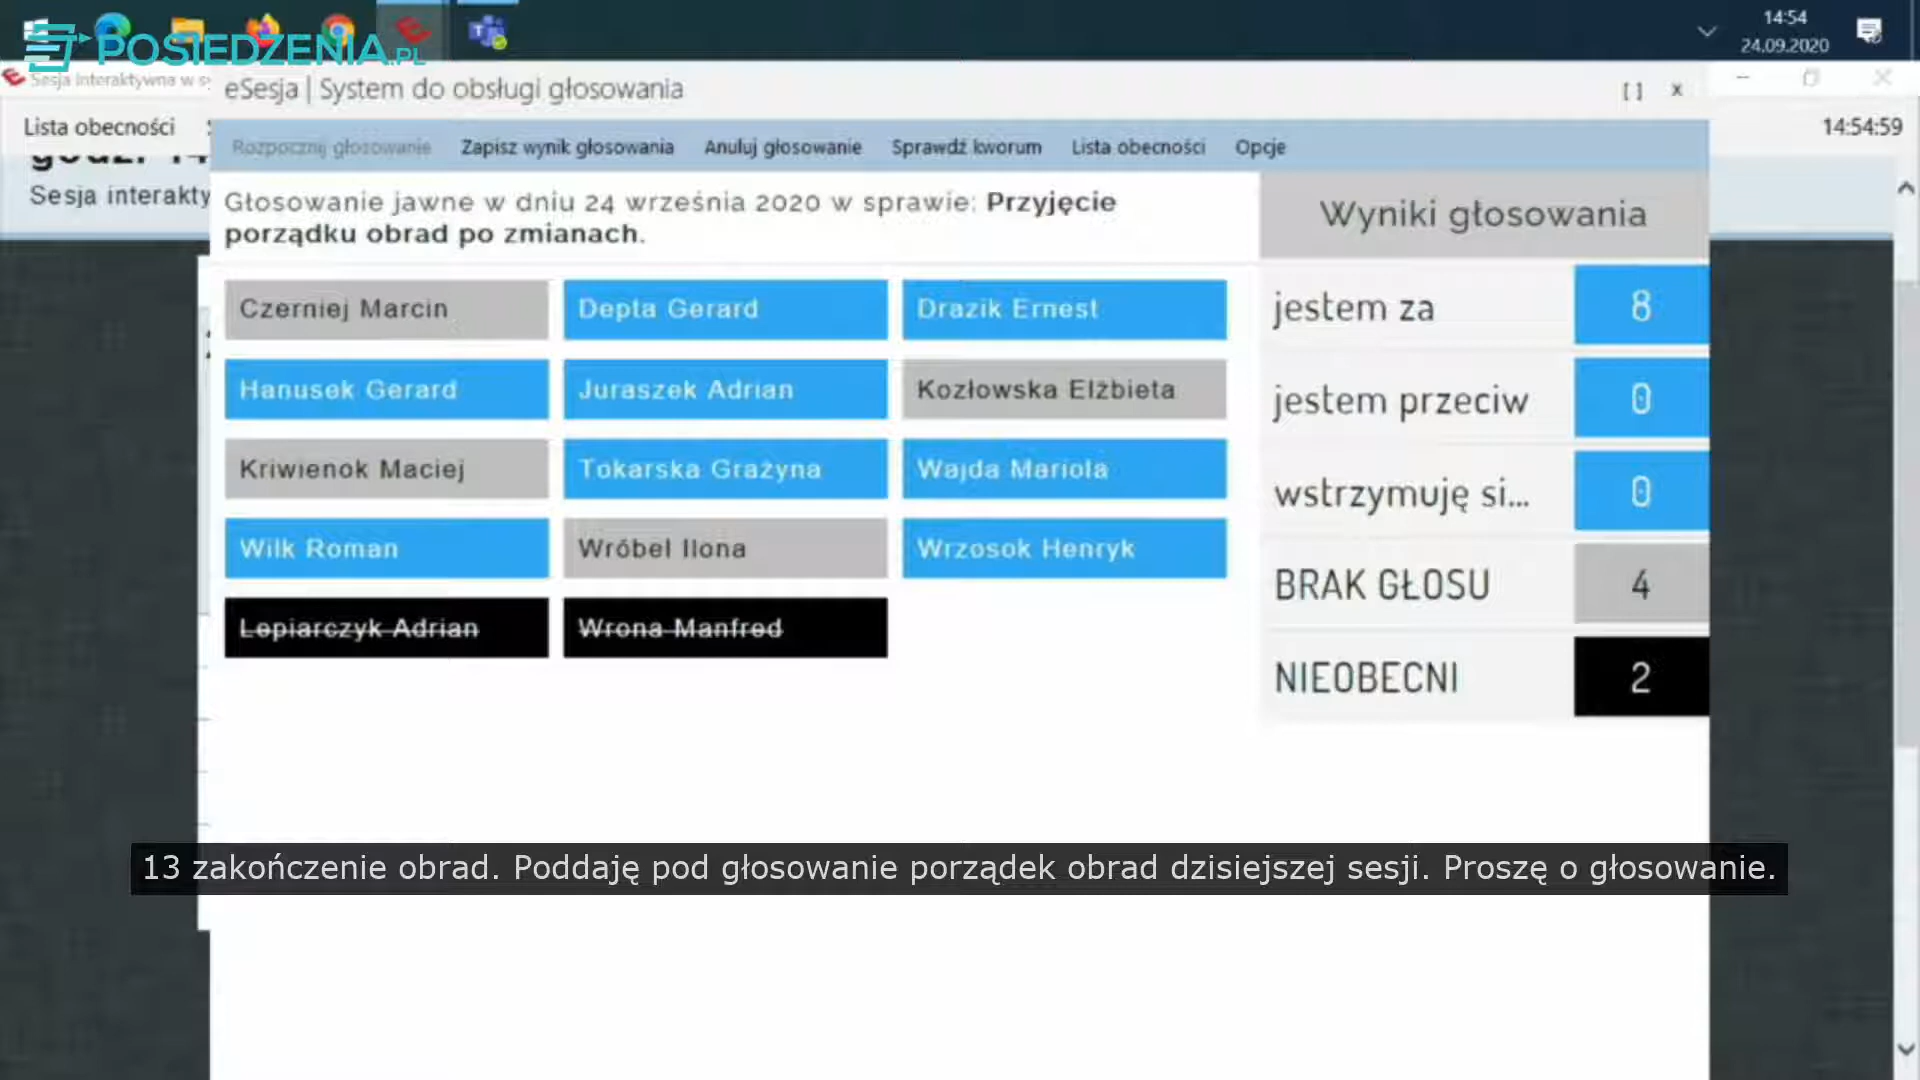 14:54
24.09.2020
POSIEDZENIA.PL
Sesja interaktywna w
eSesja | System do obsługi głosowania
[ ] x
Lista obecności
14:54:59
Rozpocznij głosowanie Zapisz wynik głosowania Anuluj głosowanie Sprawdź kworum Lista obecności Opcje
godz. 14
Sesja interakty
Głosowanie jawne w dniu 24 września 2020 w sprawie: Przyjęcie
porządku obrad po zmianach.
Wyniki głosowania
Czerniej Marcin Depta Gerard Drazik Ernest
Hanusek Gerard Juraszek Adrian Kozłowska Elżbieta
Kriwienok Maciej Tokarska Grażyna Wajda Mariola
Wilk Roman Wróbel Ilona Wrzosok Henryk
Lepiarczyk Adrian Wrona Manfred
jestem za 8
jestem przeciw 0
wstrzymuję si... 0
BRAK GŁOSU 4
NIEOBECNI 2
13 zakończenie obrad. Poddaję pod głosowanie porządek obrad dzisiejszej sesji. Proszę o głosowanie.